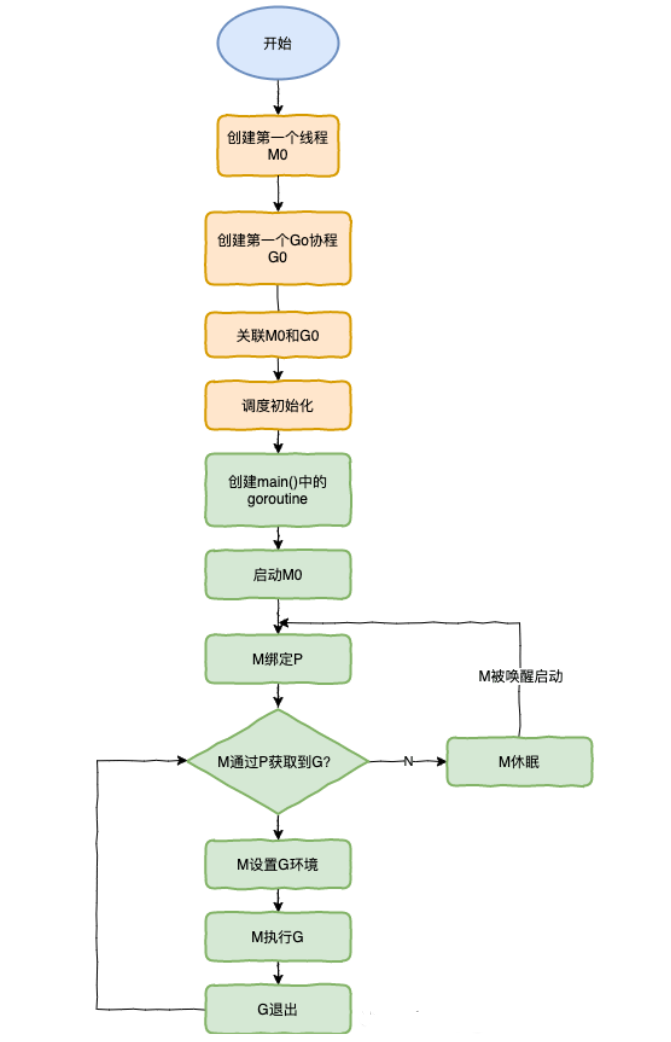 开始
创建第一个线程
M0
创建第一个Go协程
G0
关联M0和G0
调度初始化
创建main()中的
goroutine
启动M0
M绑定P
M被唤醒启动
M通过P获取到G?
N
M休眠
M设置G环境
M执行G
G退出